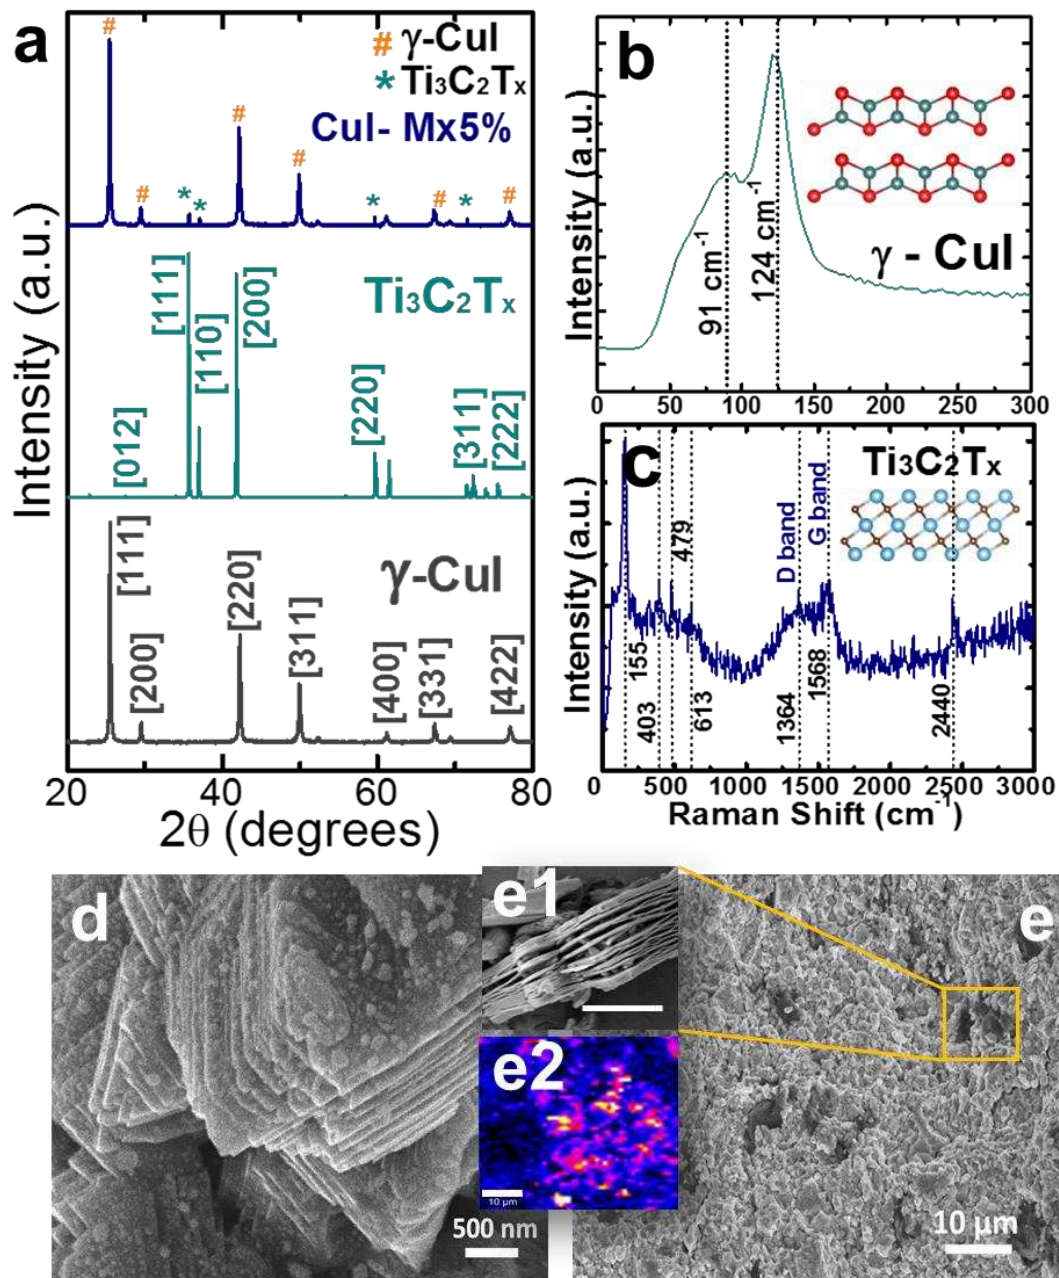 a
# γ-CuI
* Ti3C2Tx
CuI- Mx5%
#
#
*
*
#
#
*
#
*
#
Ti3C2Tx
[012]
[111]
[110]
[200]
[220]
[311]
[222]
γ-CuI
[111]
[200]
[220]
[311]
[400]
[331]
[422]
20
40
60
80
2θ (degrees)
Intensity (a.u.)
b
91 cm-1
124 cm-1
γ - CuI
Intensity (a.u.)
0
50
100
150
200
250
300
c
Ti3C2Tx
155
403
479
613
D band
1364
G band
1568
2440
Intensity (a.u.)
0
500
1000
1500
2000
2500
3000
Raman Shift (cm-1)
d
500 nm
e1
e2
10 µm
e
10 µm